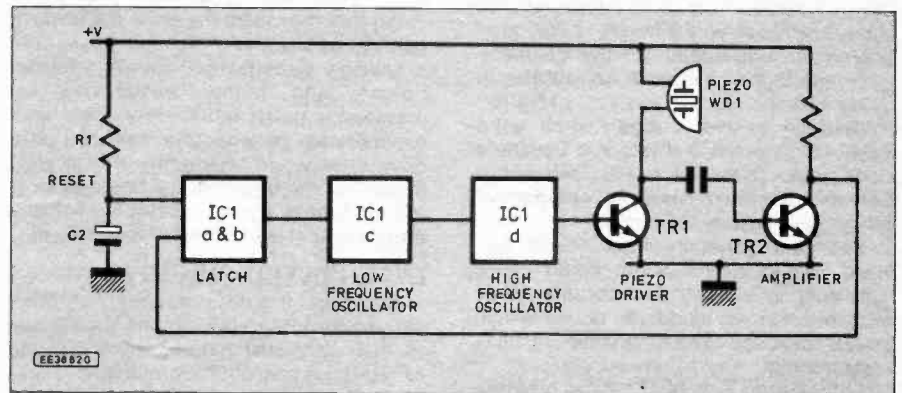 +V
R1
RESET
C2
IC1
a & b
LATCH
IC1
c
LOW
FREQUENCY
OSCILLATOR
IC1
d
HIGH
FREQUENCY
OSCILLATOR
PIEZO
WD1
TR1
PIEZO
DRIVER
TR2
AMPLIFIER
EE38820